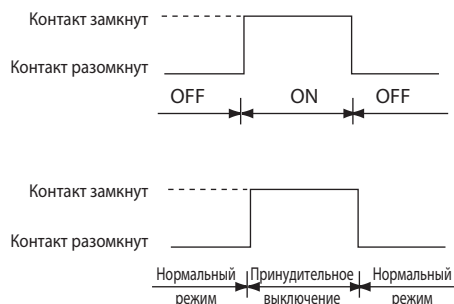 Контакт замкнут
Контакт разомкнут
OFF ON OFF
Контакт замкнут
Контакт разомкнут
Нормальный Принудительное Нормальный
режим выключение режим